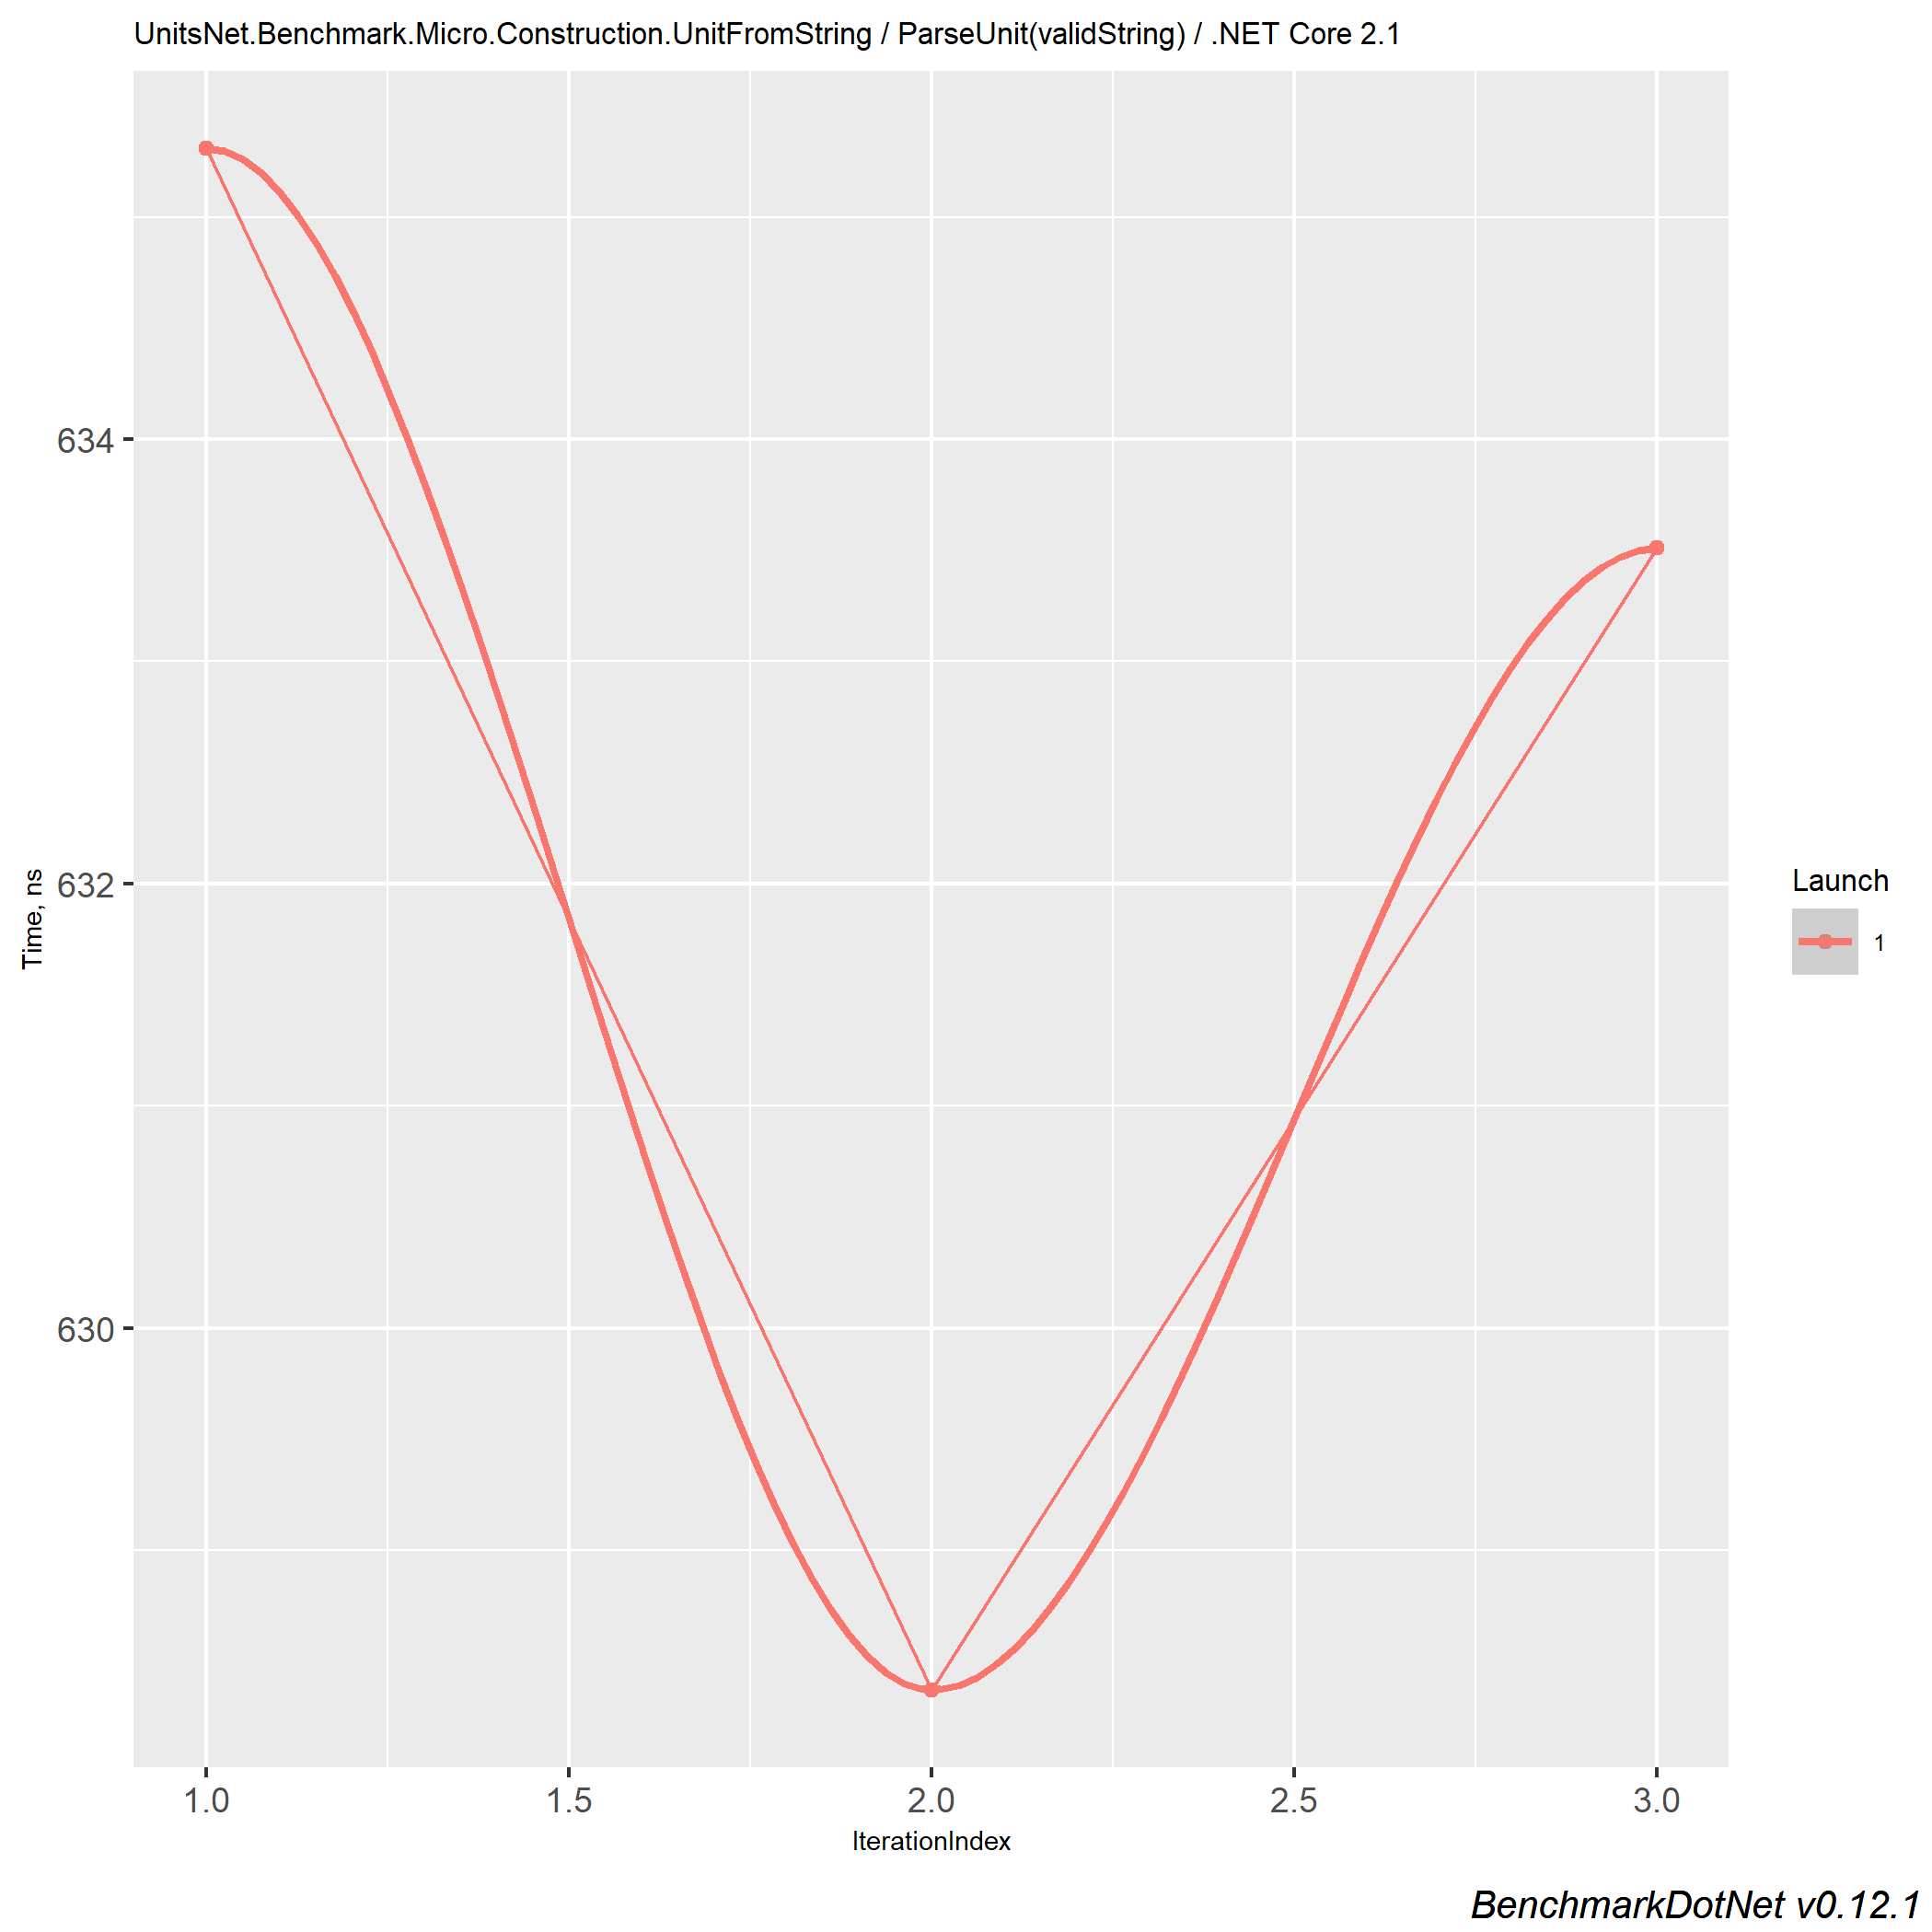 UnitsNet.Benchmark.Micro.Construction.UnitFromString / ParseUnit(validString) / .NET Core 2.1
634
632
630
Time, ns
1.0 1.5 2.0 2.5 3.0
IterationIndex
Launch
1
BenchmarkDotNet v0.12.1